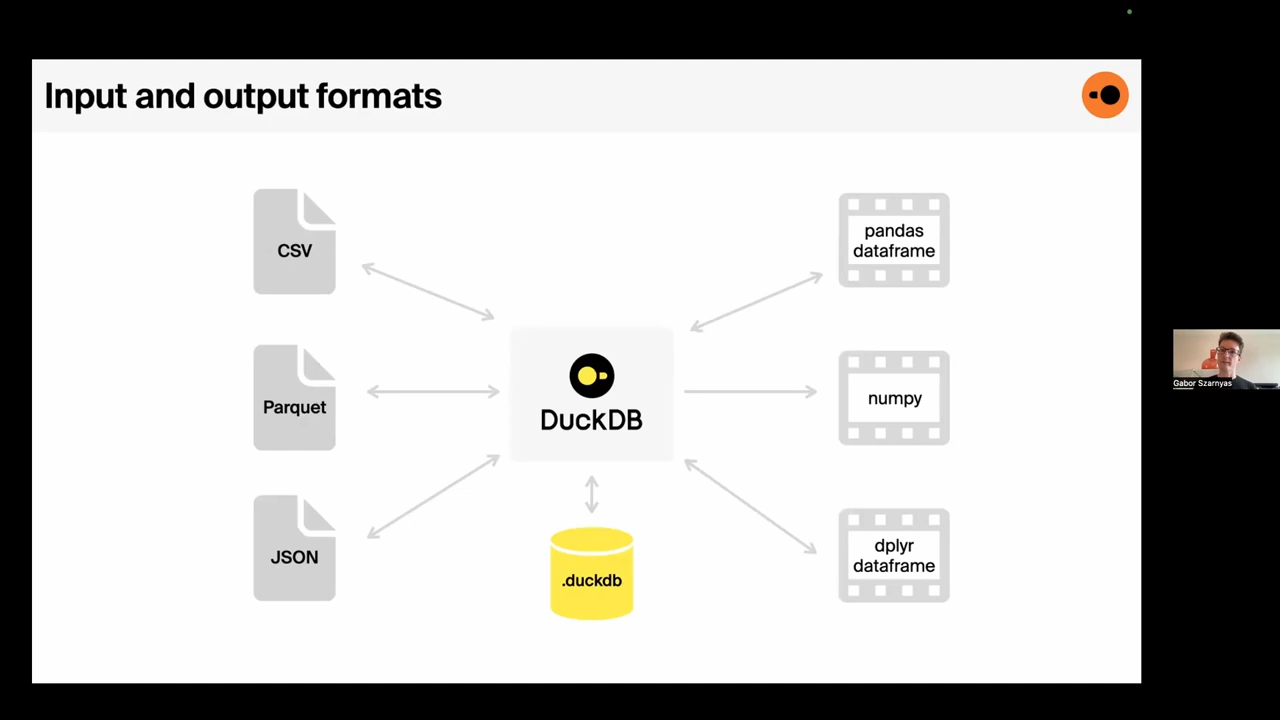 Input and output formats
CSV
Parquet
JSON
DuckDB
.duckdb
pandas
dataframe
numpy
dplyr
dataframe
Gabor Szarnyas